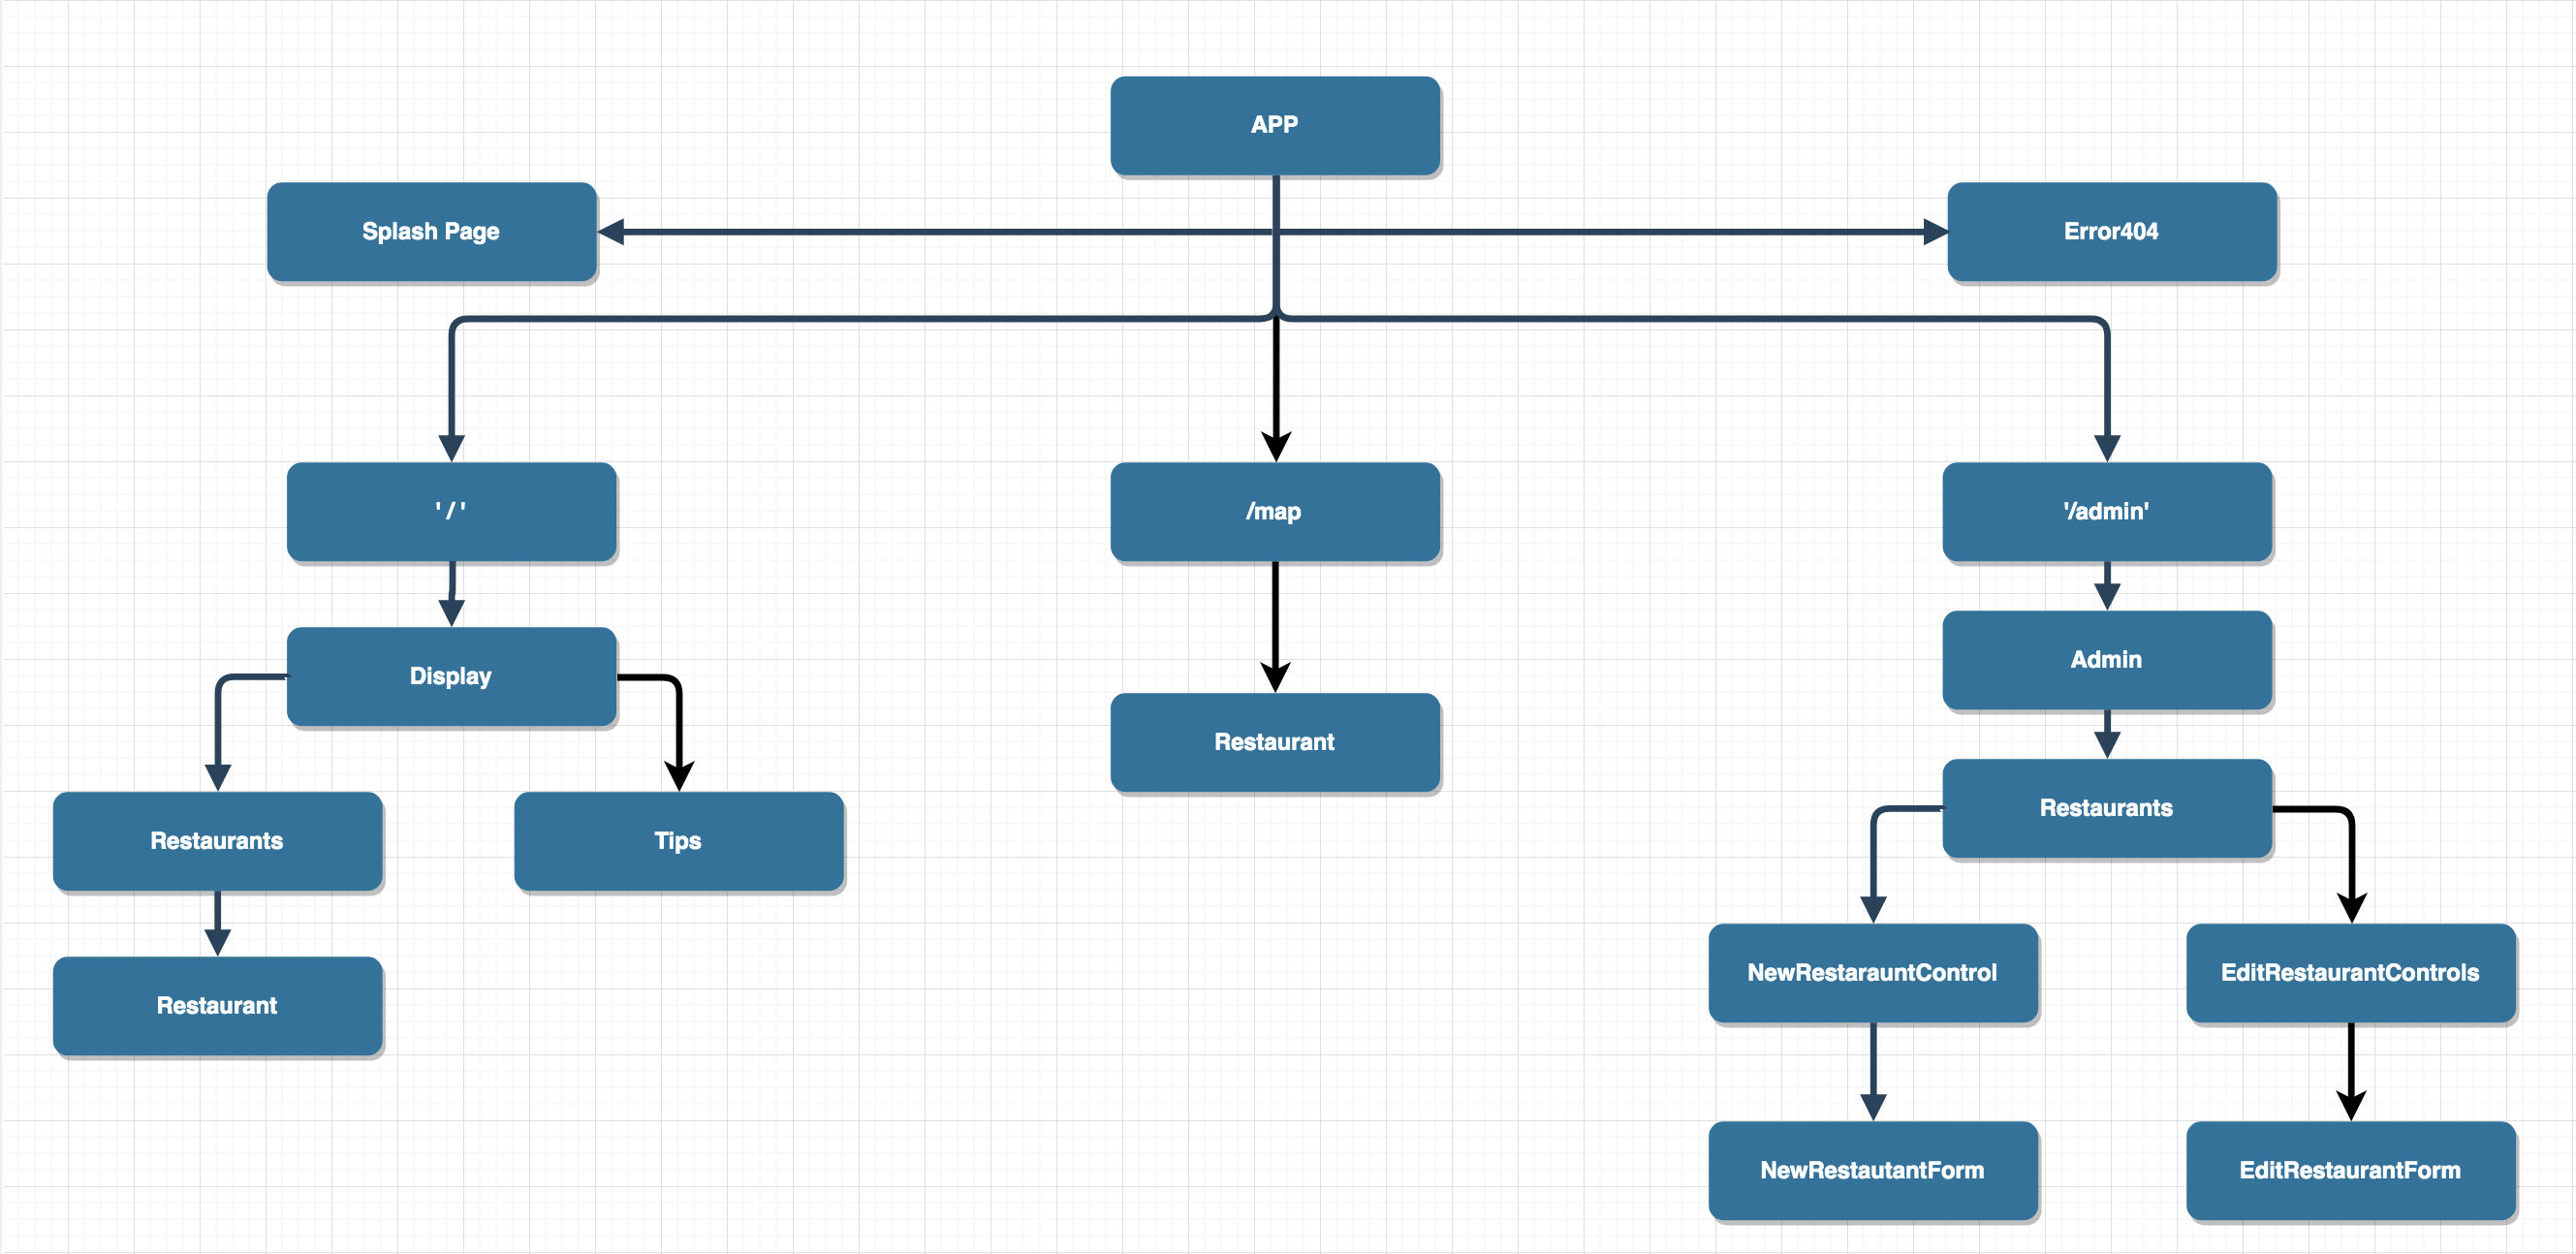 APP
Splash Page
Error404
' / '
/map
'/admin'
Display
Admin
Restaurant
Restaurants
Restaurants
Tips
NewRestarauntControl
EditRestaurantControls
Restaurant
NewRestautantForm
EditRestaurantForm